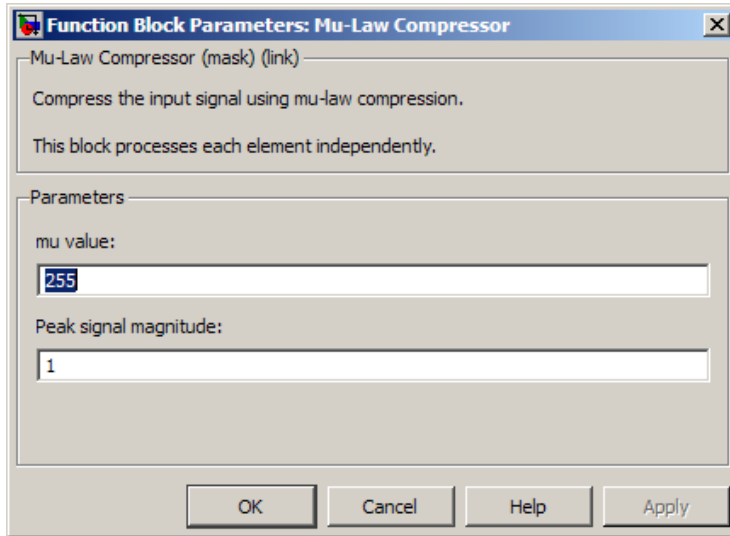 Function Block Parameters: Mu-Law Compressor
Mu-Law Compressor (mask) (link)
Compress the input signal using mu-law compression.
This block processes each element independently.
Parameters
mu value:
255
Peak signal magnitude:
1
OK Cancel Help Apply